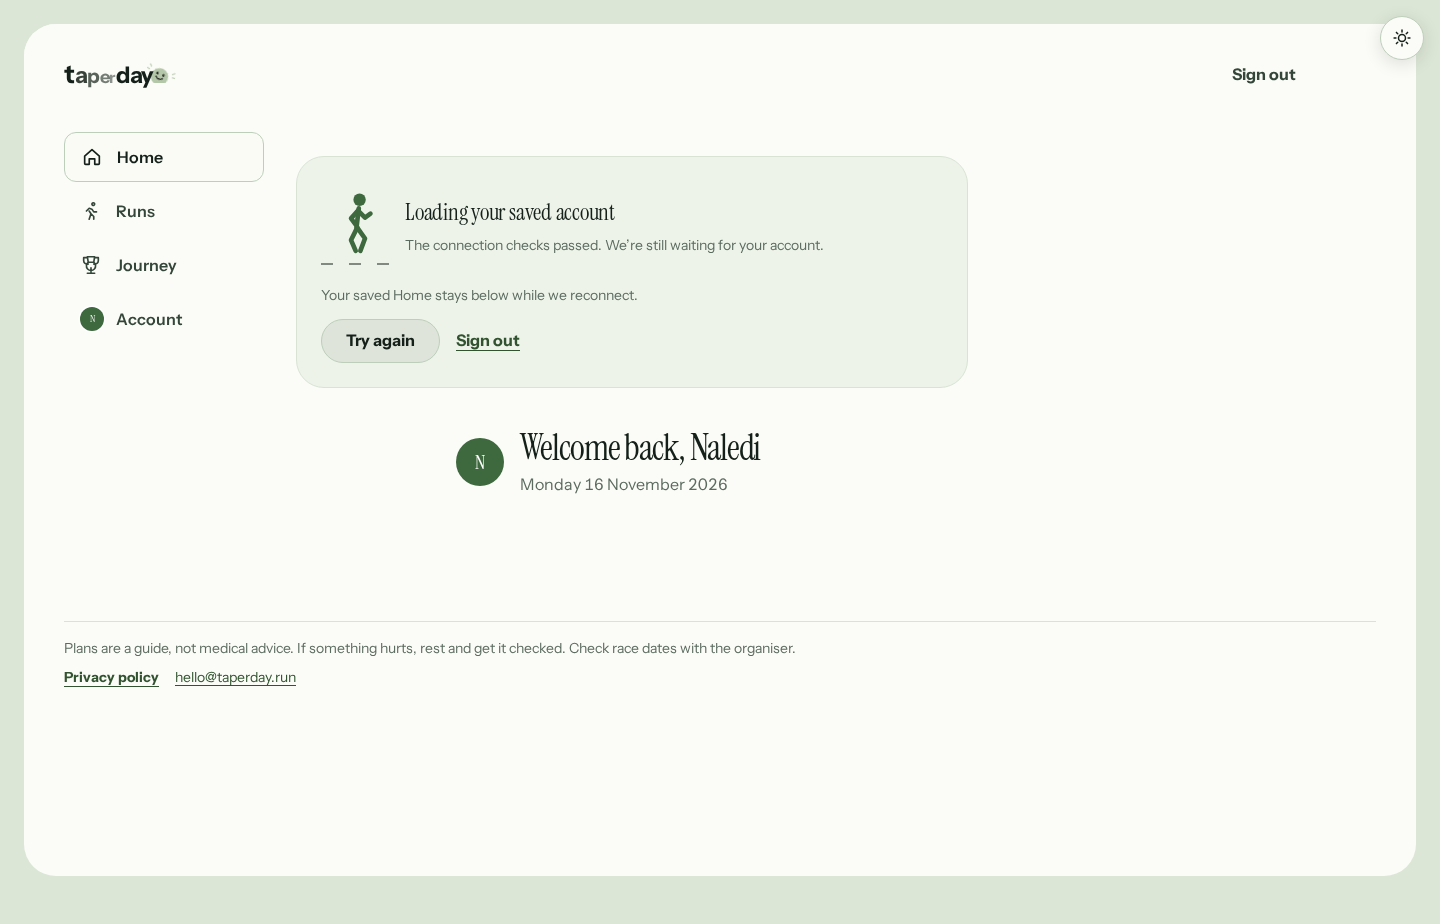 taperday
Sign out
Home
Runs
Journey
N
Account
Loading your saved account
The connection checks passed. We’re still waiting for your account.
Your saved Home stays below while we reconnect.
Try again
Sign out
N
Welcome back, Naledi
Monday 16 November 2026
Plans are a guide, not medical advice. If something hurts, rest and get it checked. Check race dates with the organiser.
Privacy policy
hello@taperday.run